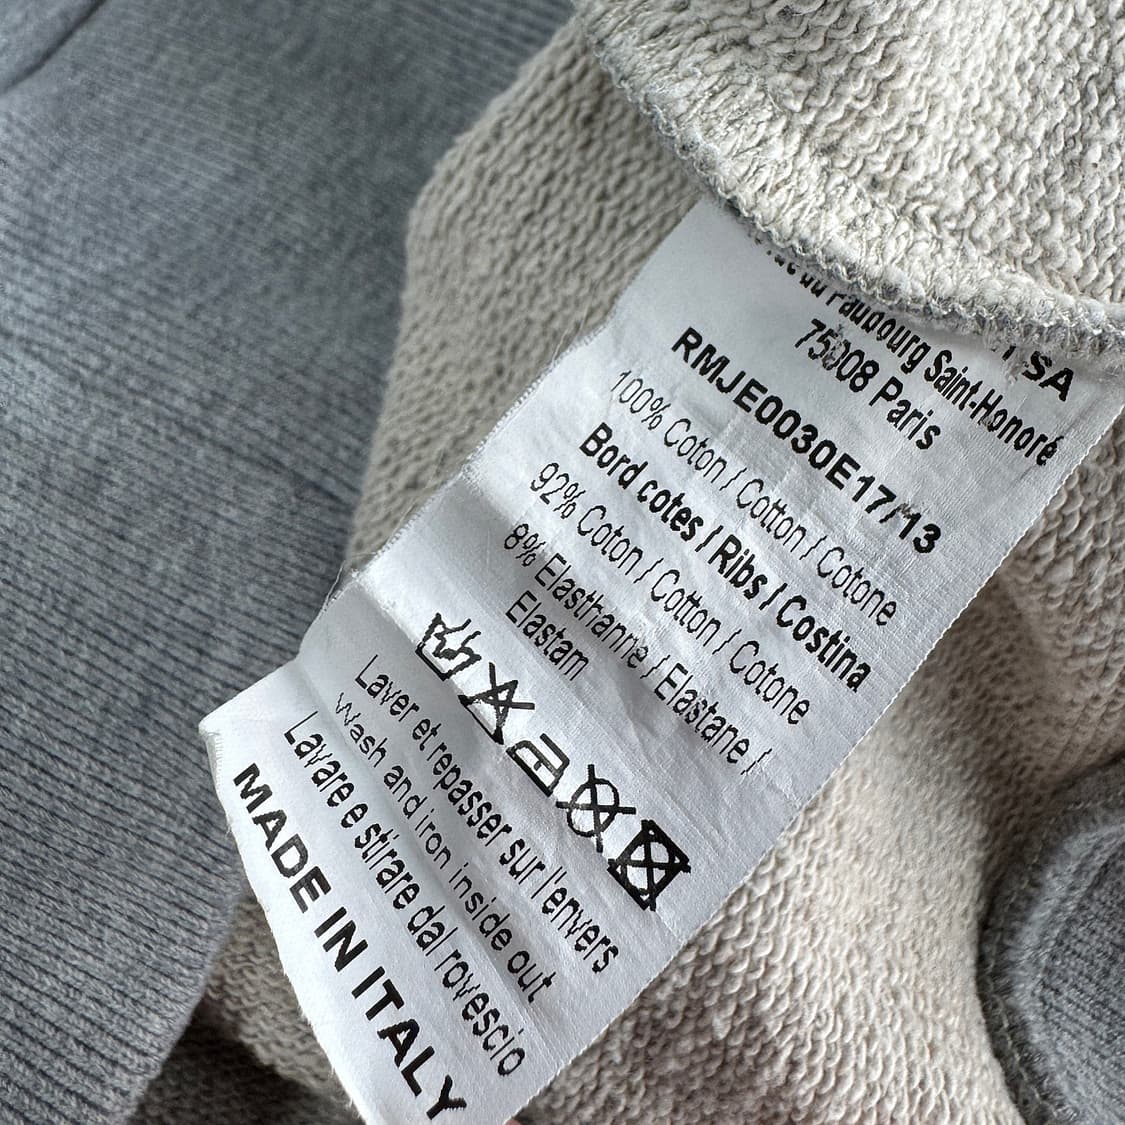 SA
du Faubourg Saint-Honoré
75008 Paris
RMJE0030E17/13
100% Coton / Cotton / Cotone
Bord cotes / Ribs / Costina
92% Coton / Cotton / Cotone
8% Elasthanne / Elastane /
Elastam
Laver et repasser sur l'envers
Wash and iron inside out
Lavare e stirare dal rovescio
MADE IN ITALY